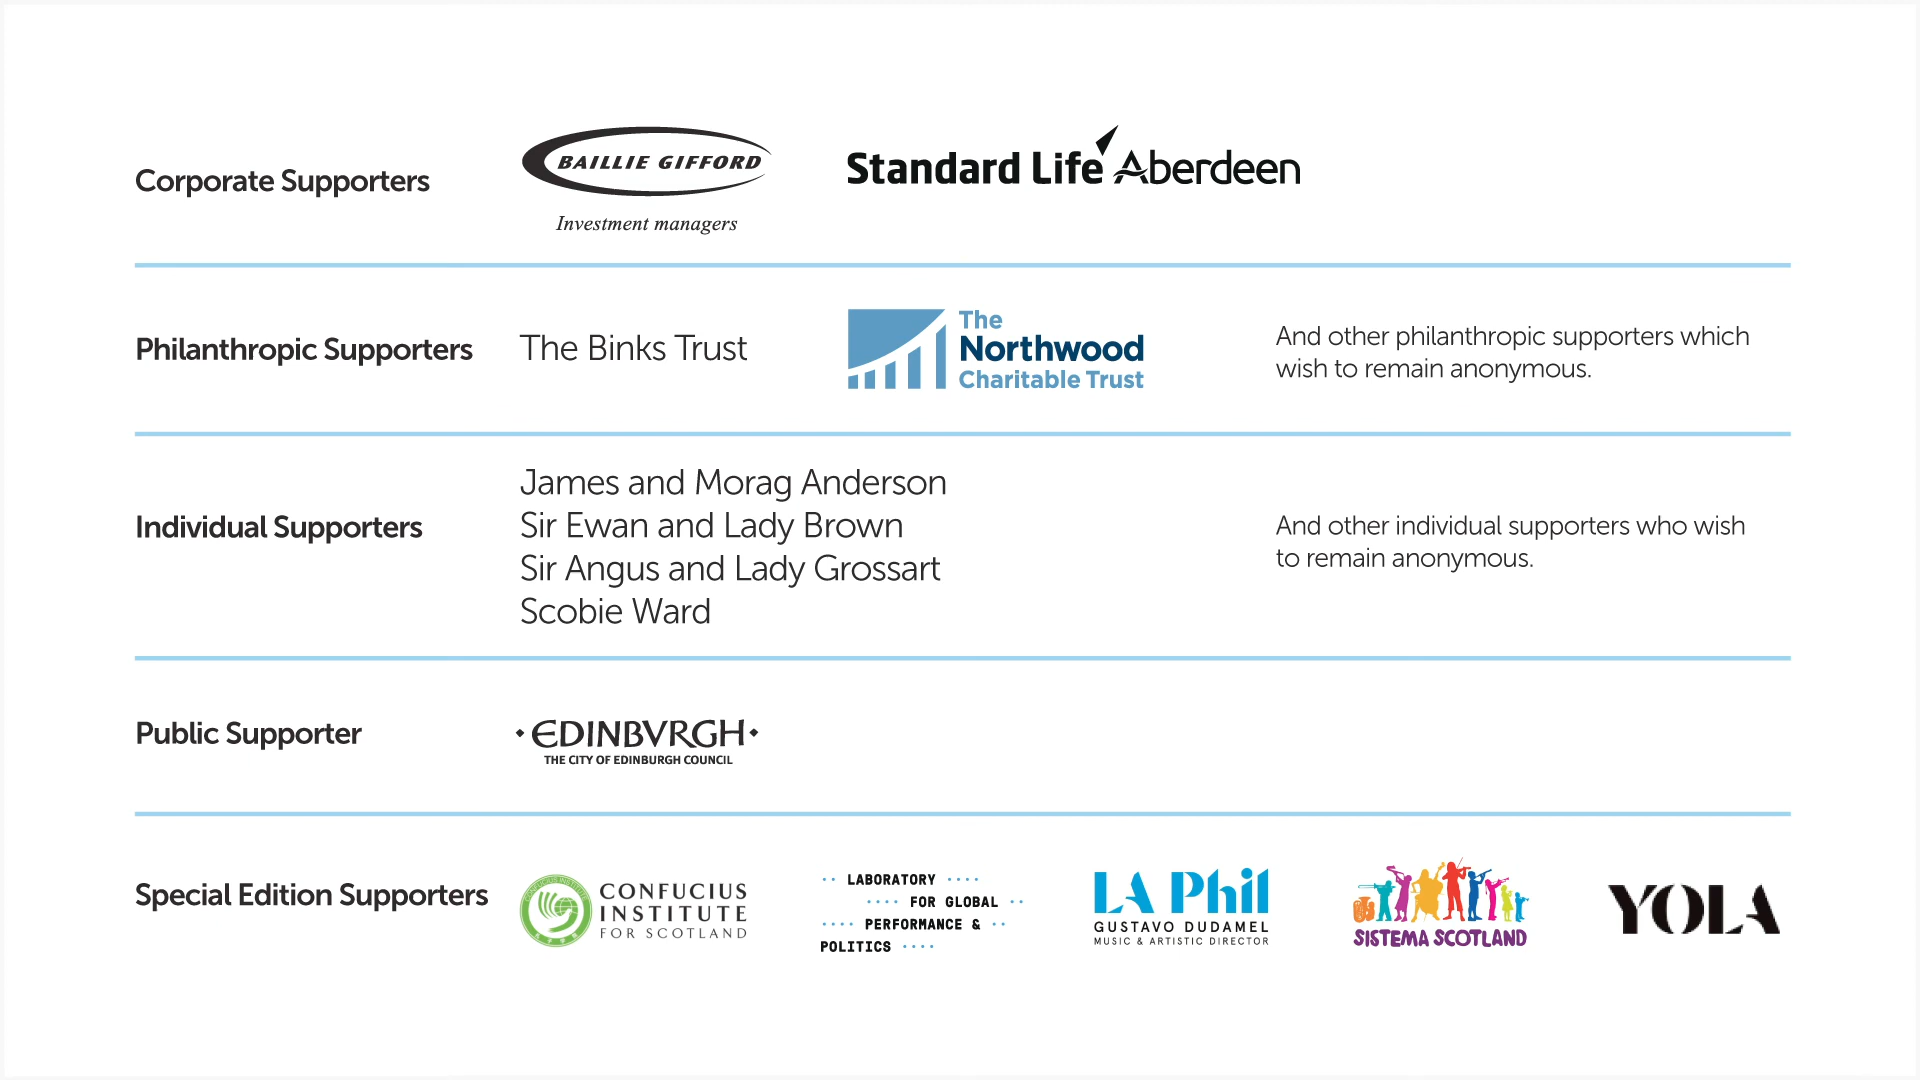 Corporate Supporters
BAILLIE GIFFORD
Investment managers
Standard Life Aberdeen
Philanthropic Supporters
The Binks Trust
The
Northwood
Charitable Trust
And other philanthropic supporters which
wish to remain anonymous.
Individual Supporters
James and Morag Anderson
Sir Ewan and Lady Brown
Sir Angus and Lady Grossart
Scobie Ward
And other individual supporters who wish
to remain anonymous.
Public Supporter
·EDINBVRGH·
THE CITY OF EDINBURGH COUNCIL
Special Edition Supporters
CONFUCIUS
INSTITUTE
FOR SCOTLAND
·· LABORATORY ····
···· FOR GLOBAL ··
···· PERFORMANCE & ··
POLITICS ····
LA Phil
GUSTAVO DUDAMEL
MUSIC & ARTISTIC DIRECTOR
SISTEMA SCOTLAND
YOLA